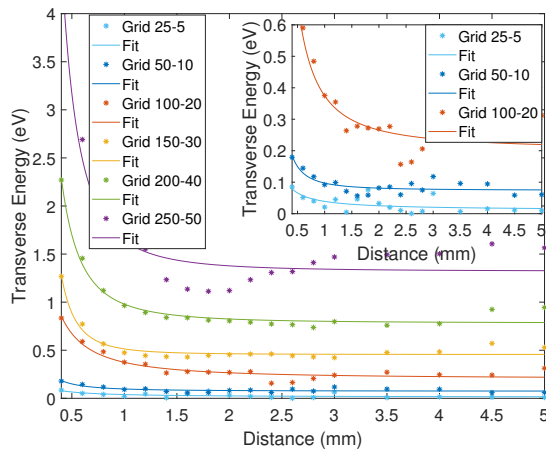 4
3.5
3
2.5
2
1.5
1
0.5
0
Transverse Energy (eV)
0.5
1
1.5
2
2.5
3
3.5
4
4.5
5
Distance (mm)
Grid 25-5
Fit
Grid 50-10
Fit
Grid 100-20
Fit
Grid 150-30
Fit
Grid 200-40
Fit
Grid 250-50
Fit
0.6
0.5
0.4
0.3
0.2
0.1
0
Transverse Energy (eV)
0.5
1
1.5
2
2.5
3
3.5
4
4.5
5
Distance (mm)
Grid 25-5
Fit
Grid 50-10
Fit
Grid 100-20
Fit